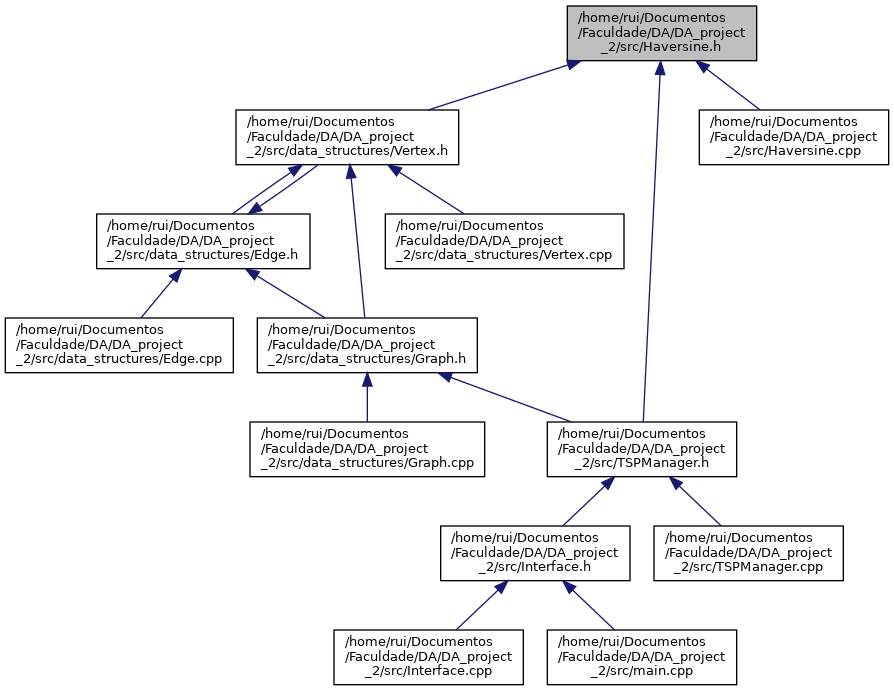 /home/rui/Documentos
/Faculdade/DA/DA_project
_2/src/Haversine.h
/home/rui/Documentos
/Faculdade/DA/DA_project
_2/src/data_structures/Vertex.h
/home/rui/Documentos
/Faculdade/DA/DA_project
_2/src/Haversine.cpp
/home/rui/Documentos
/Faculdade/DA/DA_project
_2/src/data_structures/Edge.h
/home/rui/Documentos
/Faculdade/DA/DA_project
_2/src/data_structures/Vertex.cpp
/home/rui/Documentos
/Faculdade/DA/DA_project
_2/src/data_structures/Edge.cpp
/home/rui/Documentos
/Faculdade/DA/DA_project
_2/src/data_structures/Graph.h
/home/rui/Documentos
/Faculdade/DA/DA_project
_2/src/data_structures/Graph.cpp
/home/rui/Documentos
/Faculdade/DA/DA_project
_2/src/TSPManager.h
/home/rui/Documentos
/Faculdade/DA/DA_project
_2/src/Interface.h
/home/rui/Documentos
/Faculdade/DA/DA_project
_2/src/TSPManager.cpp
/home/rui/Documentos
/Faculdade/DA/DA_project
_2/src/Interface.cpp
/home/rui/Documentos
/Faculdade/DA/DA_project
_2/src/main.cpp